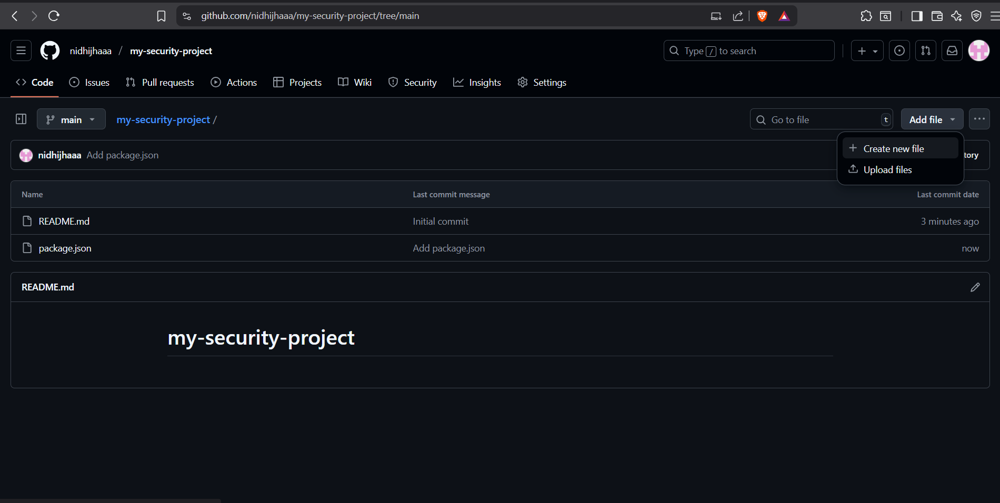 github.com/nidhijhaaa/my-security-project/tree/main
nidhijhaaa / my-security-project
Type / to search
Code Issues Pull requests Actions Projects Wiki Security Insights Settings
main my-security-project /
Go to file t
Add file
Create new file
Upload files
nidhijhaaa Add package.json
tory
Name Last commit message Last commit date
README.md Initial commit 3 minutes ago
package.json Add package.json now
README.md
my-security-project